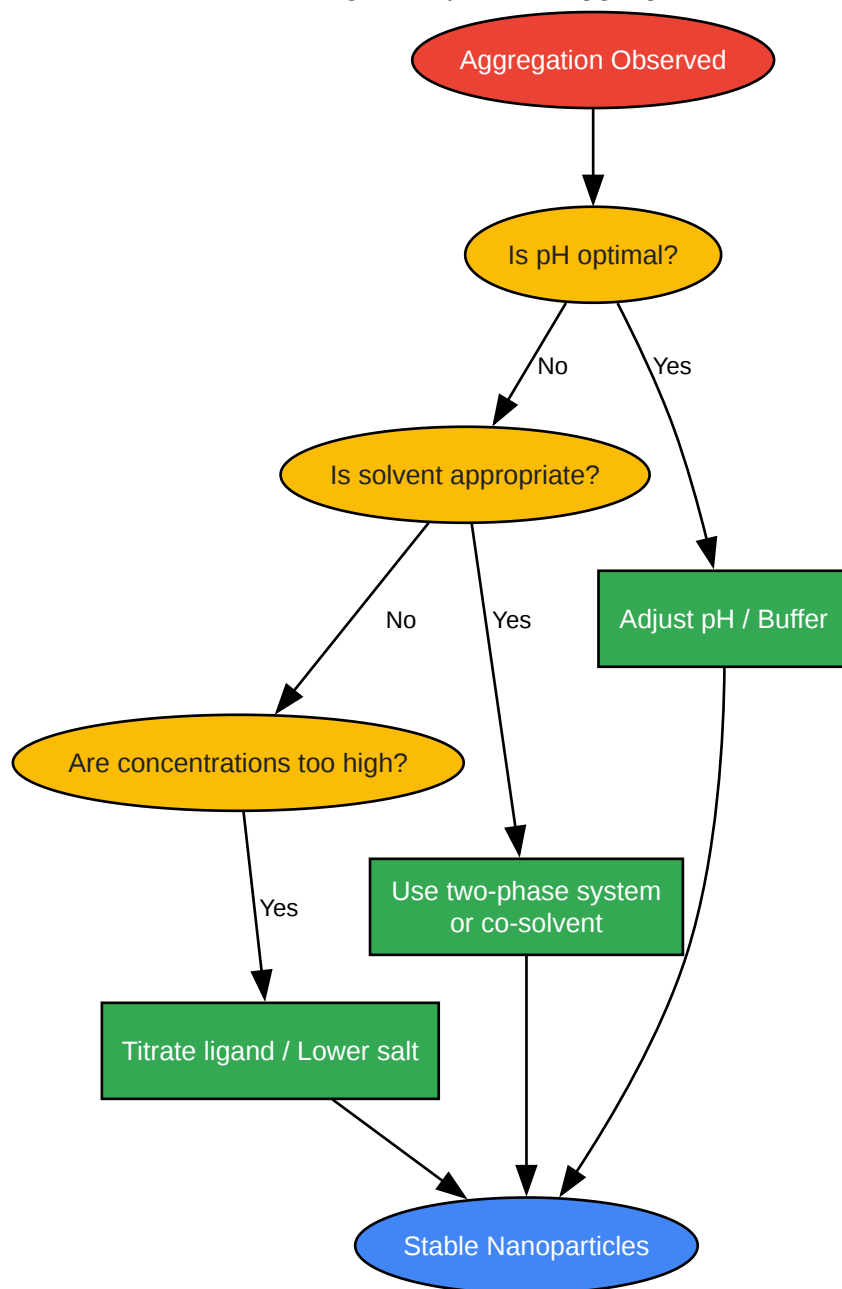 Aggregation Observed
Is pH optimal?
No
Yes
Is solvent appropriate?
No
Yes
Adjust pH / Buffer
Are concentrations too high?
Yes
Use two-phase system
or co-solvent
Titrate ligand / Lower salt
Stable Nanoparticles